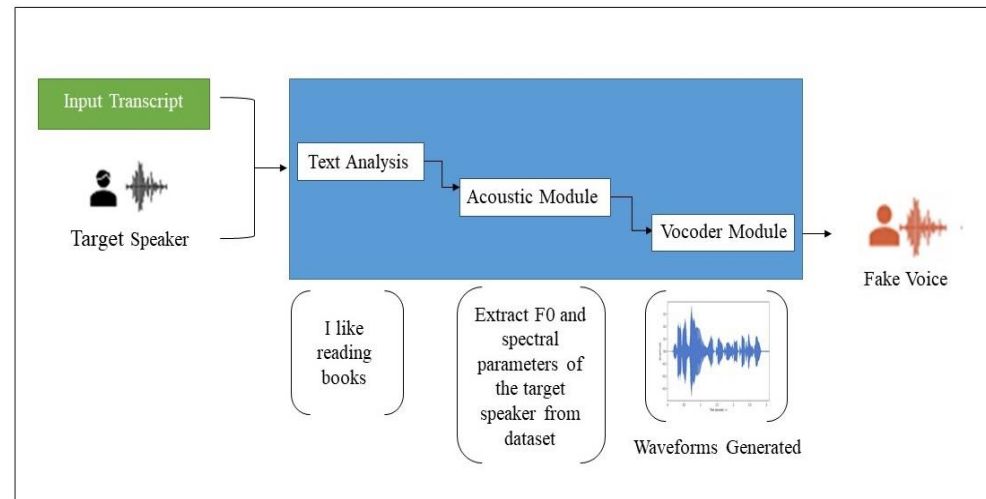 Input Transcript
Target Speaker
Text Analysis
Acoustic Module
Vocoder Module
Fake Voice
I like
reading
books
Extract F0 and
spectral
parameters of
the target
speaker from
dataset
Waveforms Generated